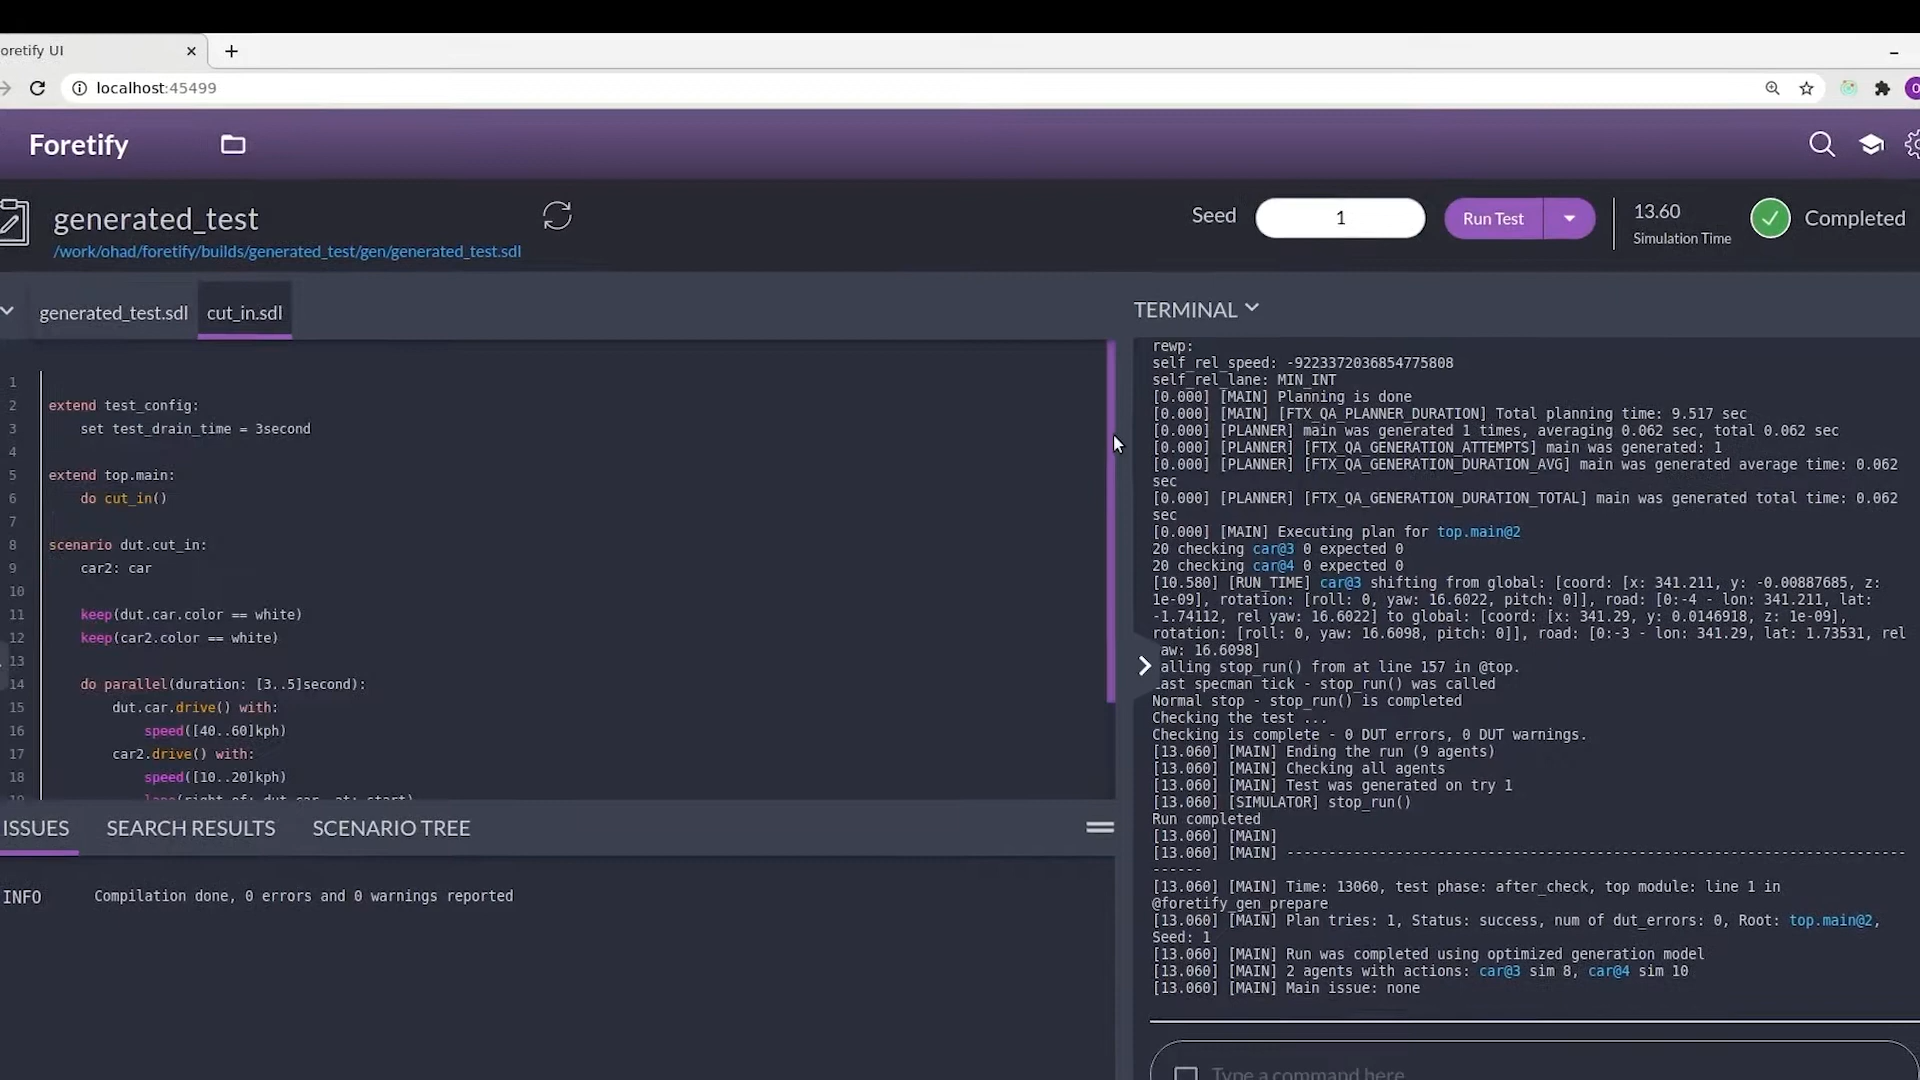 oretify UI
localhost:45499
Foretify
generated_test
/work/ohad/foretify/builds/generated_test/gen/generated_test.sdl
Seed
1
Run Test
13.60
Simulation Time
Completed
generated_test.sdl
cut_in.sdl
1
2 extend test_config:
3 set test_drain_time = 3second
4
5 extend top.main:
6 do cut_in()
7
8 scenario dut.cut_in:
9 car2: car
10
11 keep(dut.car.color == white)
12 keep(car2.color == white)
13
14 do parallel(duration: [3..5]second):
15 dut.car.drive() with:
16 speed([40..60]kph)
17 car2.drive() with:
18 speed([10..20]kph)
19 lane(right_of: dut.car, at: start)
ISSUES
SEARCH RESULTS
SCENARIO TREE
INFO Compilation done, 0 errors and 0 warnings reported
TERMINAL
rewp:
self_rel_speed: -9223372036854775808
self_rel_lane: MIN_INT
[0.000] [MAIN] Planning is done
[0.000] [MAIN] [FTX_QA_PLANNER_DURATION] Total planning time: 9.517 sec
[0.000] [PLANNER] main was generated 1 times, averaging 0.062 sec, total 0.062 sec
[0.000] [PLANNER] [FTX_QA_GENERATION_ATTEMPTS] main was generated: 1
[0.000] [PLANNER] [FTX_QA_GENERATION_DURATION_AVG] main was generated average time: 0.062
sec
[0.000] [PLANNER] [FTX_QA_GENERATION_DURATION_TOTAL] main was generated total time: 0.062
sec
[0.000] [MAIN] Executing plan for top.main@2
20 checking car@3 0 expected 0
20 checking car@4 0 expected 0
[10.580] [RUN_TIME] car@3 shifting from global: [coord: [x: 341.211, y: -0.00887685, z:
1e-09], rotation: [roll: 0, yaw: 16.6022, pitch: 0]], road: [0:-4 - lon: 341.211, lat:
-1.74112, rel yaw: 16.6022] to global: [coord: [x: 341.29, y: 0.0146918, z: 1e-09],
rotation: [roll: 0, yaw: 16.6098, pitch: 0]], road: [0:-3 - lon: 341.29, lat: 1.73531, rel
aw: 16.6098]
alling stop_run() from at line 157 in @top.
ast specman tick - stop_run() was called
Normal stop - stop_run() is completed
Checking the test ...
Checking is complete - 0 DUT errors, 0 DUT warnings.
[13.060] [MAIN] Ending the run (9 agents)
[13.060] [MAIN] Checking all agents
[13.060] [MAIN] Test was generated on try 1
[13.060] [SIMULATOR] stop_run()
Run completed
[13.060] [MAIN]
[13.060] [MAIN] --------------------------------------------------------------------------
------
[13.060] [MAIN] Time: 13060, test phase: after_check, top module: line 1 in
@foretify_gen_prepare
[13.060] [MAIN] Plan tries: 1, Status: success, num of dut_errors: 0, Root: top.main@2,
Seed: 1
[13.060] [MAIN] Run was completed using optimized generation model
[13.060] [MAIN] 2 agents with actions: car@3 sim 8, car@4 sim 10
[13.060] [MAIN] Main issue: none
Type a command here